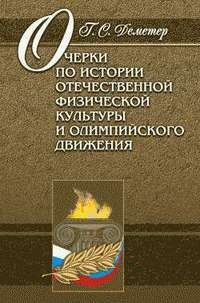 Г. С. Деметер
ОЧЕРКИ
ПО ИСТОРИИ
ОТЕЧЕСТВЕННОЙ
ФИЗИЧЕСКОЙ
КУЛЬТУРЫ
И ОЛИМПИЙСКОГО
ДВИЖЕНИЯ